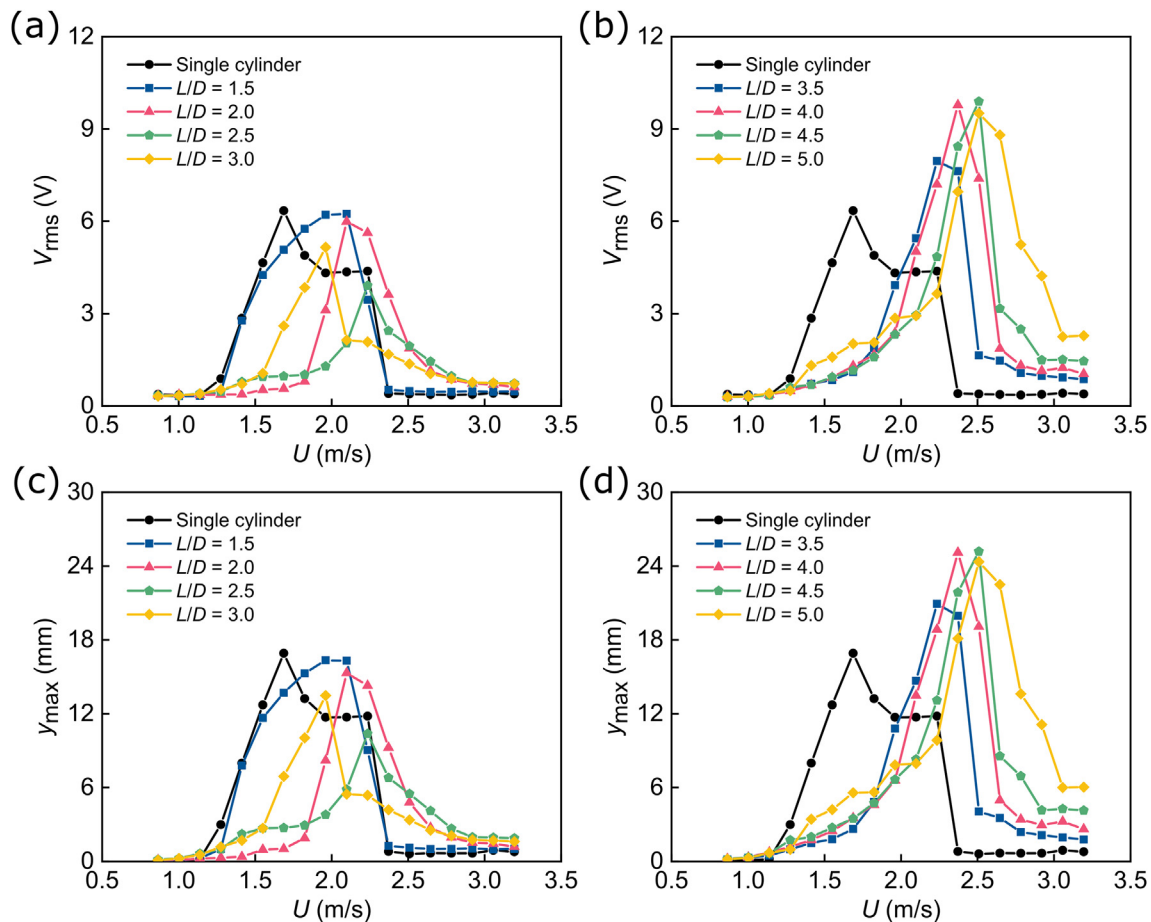 (a)
12
9
6
3
0
V_rms (V)
Single cylinder
L/D = 1.5
L/D = 2.0
L/D = 2.5
L/D = 3.0
0.5 1.0 1.5 2.0 2.5 3.0 3.5
U (m/s)
(b)
12
9
6
3
0
V_rms (V)
Single cylinder
L/D = 3.5
L/D = 4.0
L/D = 4.5
L/D = 5.0
0.5 1.0 1.5 2.0 2.5 3.0 3.5
U (m/s)
(c)
30
24
18
12
6
0
y_max (mm)
Single cylinder
L/D = 1.5
L/D = 2.0
L/D = 2.5
L/D = 3.0
0.5 1.0 1.5 2.0 2.5 3.0 3.5
U (m/s)
(d)
30
24
18
12
6
0
y_max (mm)
Single cylinder
L/D = 3.5
L/D = 4.0
L/D = 4.5
L/D = 5.0
0.5 1.0 1.5 2.0 2.5 3.0 3.5
U (m/s)